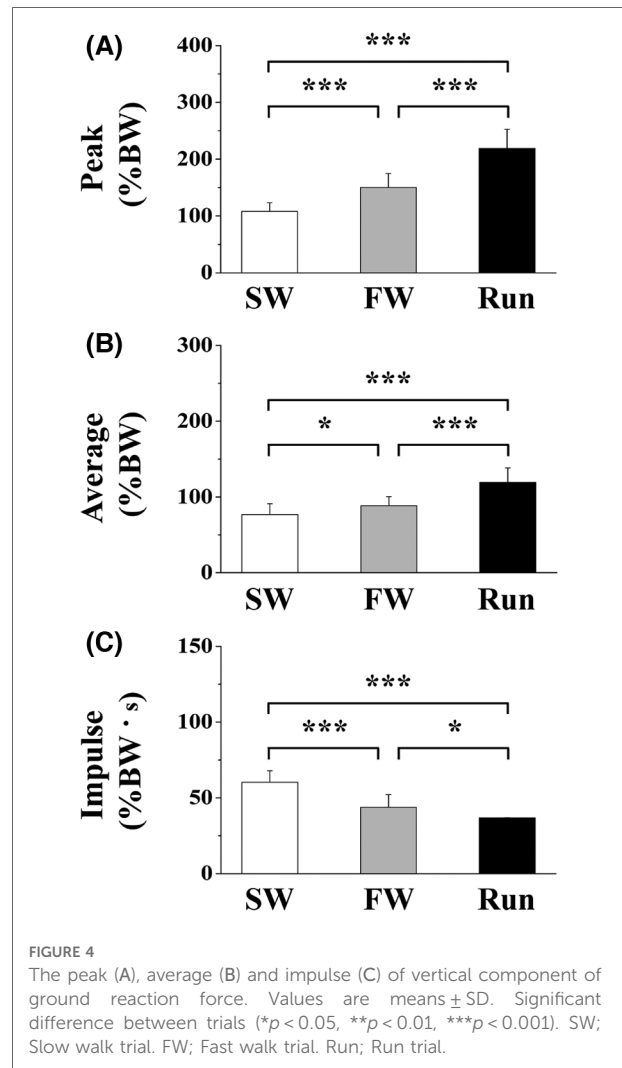 (A)
Peak
(%BW)
400
300
200
100
0
***
***
***
SW
FW
Run
(B)
Average
(%BW)
300
200
100
0
***
*
***
SW
FW
Run
(C)
Impulse
(%BW · s)
150
100
50
0
***
***
*
SW
FW
Run
FIGURE 4
The peak (A), average (B) and impulse (C) of vertical component of
ground reaction force. Values are means ± SD. Significant
difference between trials (*p < 0.05, **p < 0.01, ***p < 0.001). SW;
Slow walk trial. FW; Fast walk trial. Run; Run trial.